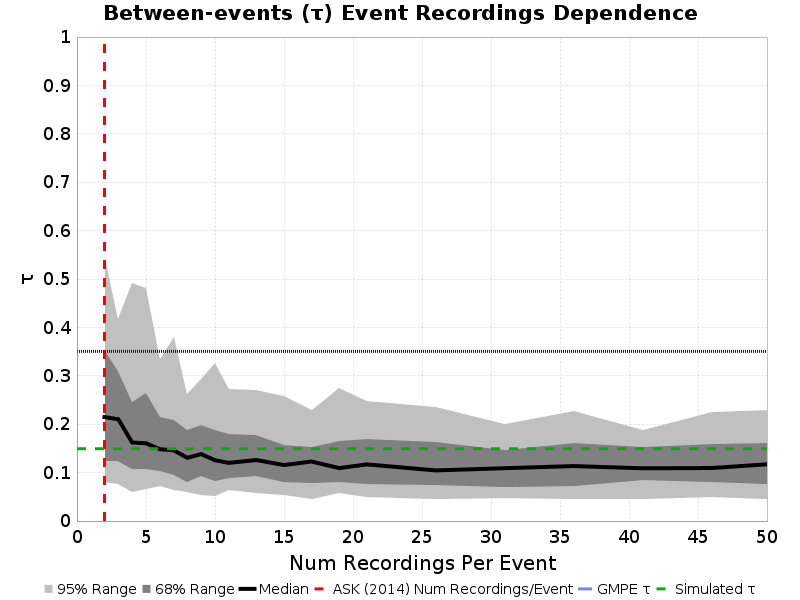 Between-events (τ) Event Recordings Dependence
1
0.9
0.8
0.7
0.6
0.5
0.4
0.3
0.2
0.1
0
τ
0 5 10 15 20 25 30 35 40 45 50
Num Recordings Per Event
95% Range 68% Range Median ASK (2014) Num Recordings/Event GMPE τ Simulated τ